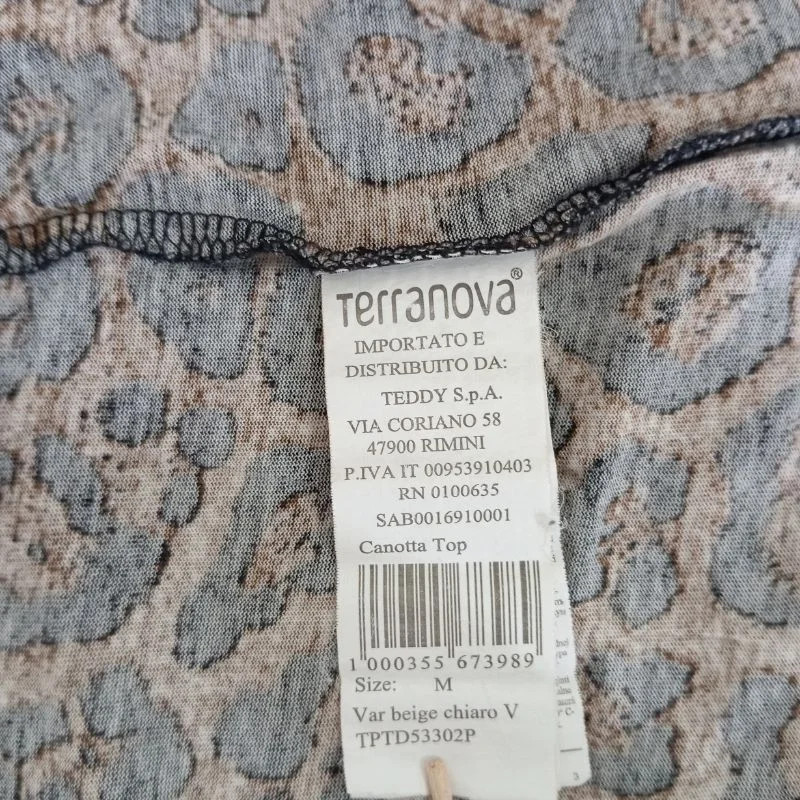 Terranova®
IMPORTATO E
DISTRIBUITO DA:
TEDDY S.p.A.
VIA CORIANO 58
47900 RIMINI
P.IVA IT 00953910403
RN 0100635
SAB0016910001
Canotta Top
1 000355 673989
Size: M
Var beige chiaro V
TPTD53302P
3